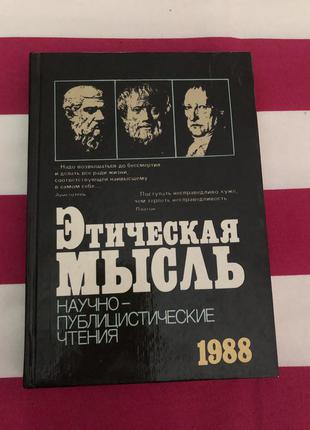 Надо возвышаться до бессмертия
и делать все ради жизни,
соответствующей наивысшему
в самом себе...
Аристотель
Поступать несправедливо хуже,
чем терпеть несправедливость
Платон
ЭТИЧЕСКАЯ
МЫСЛЬ
НАУЧНО-
ПУБЛИЦИСТИЧЕСКИЕ
ЧТЕНИЯ
1988